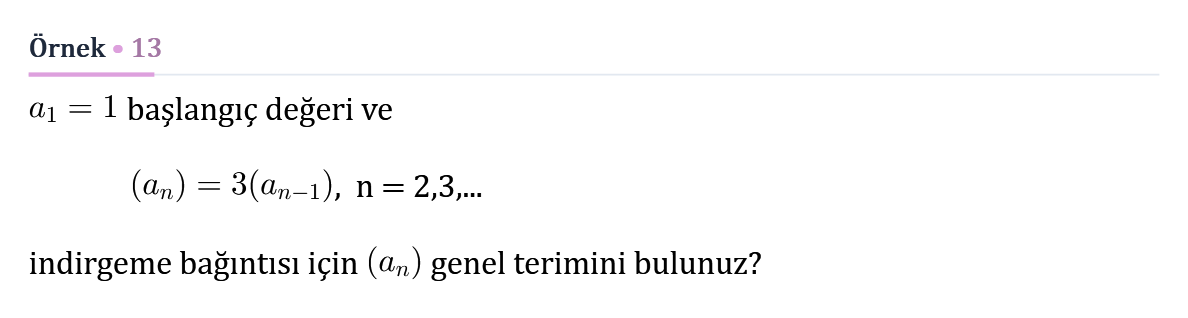 Örnek • 13
a₁ = 1 başlangıç değeri ve
(aₙ) = 3(aₙ₋₁), n = 2,3,...
indirgeme bağıntısı için (aₙ) genel terimini bulunuz?